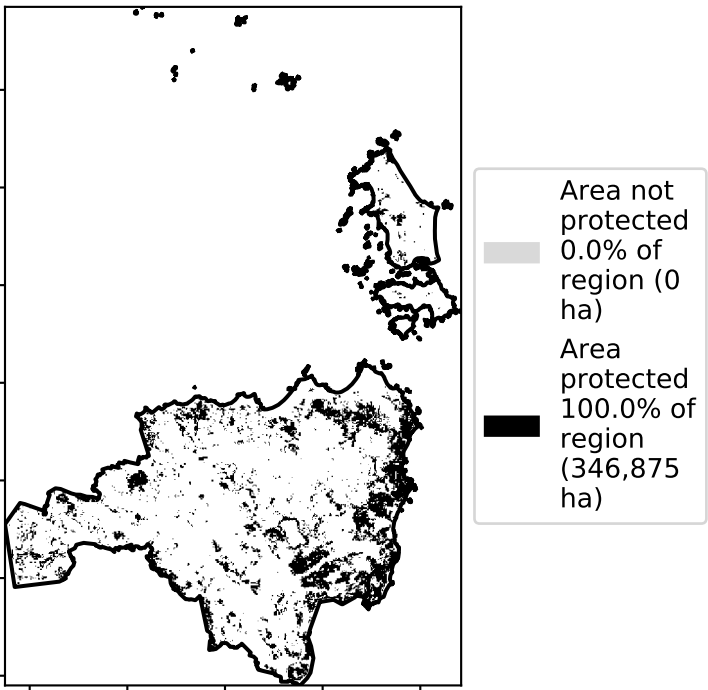 Area not
protected
0.0% of
region (0
ha)
Area
protected
100.0% of
region
(346,875
ha)